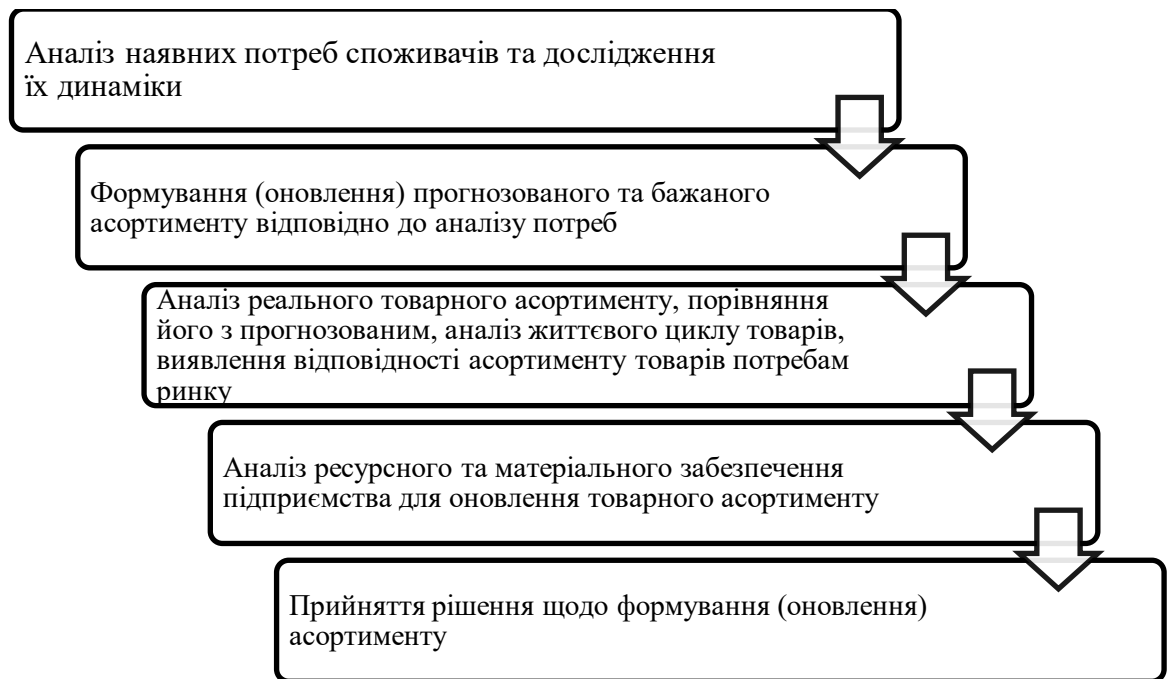 Аналіз наявних потреб споживачів та дослідження
їх динаміки
Формування (оновлення) прогнозованого та бажаного
асортименту відповідно до аналізу потреб
Аналіз реального товарного асортименту, порівняння
його з прогнозованим, аналіз життєвого циклу товарів,
виявлення відповідності асортименту товарів потребам
ринку
Аналіз ресурсного та матеріального забезпечення
підприємства для оновлення товарного асортименту
Прийняття рішення щодо формування (оновлення)
асортименту